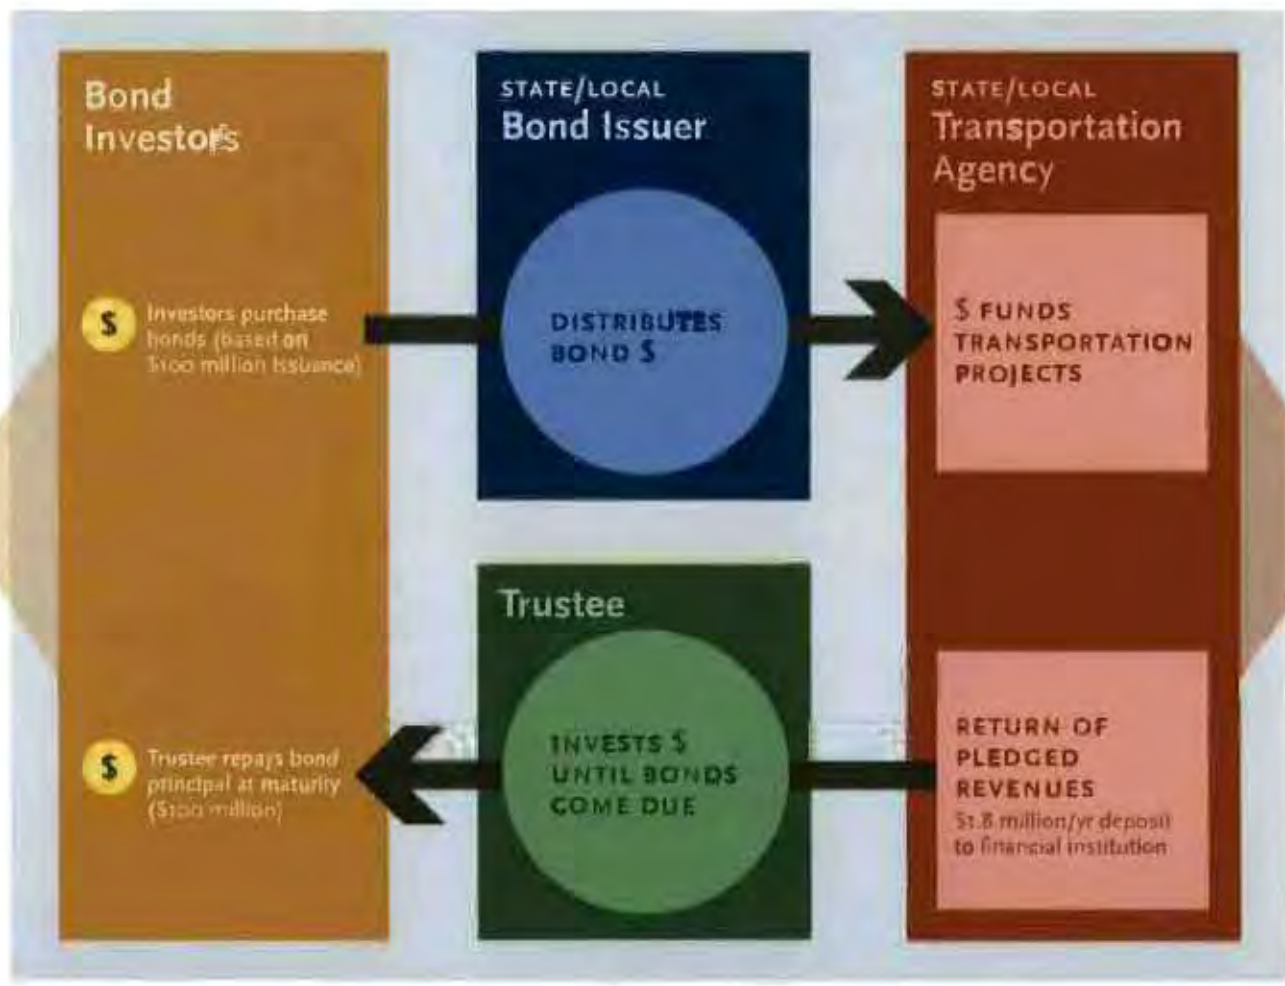 Bond
Investors
$
Investors purchase
bonds (based on
$100 million issuance)
$
Trustee repays bond
principal at maturity
($100 million)
STATE/LOCAL
Bond Issuer
DISTRIBUTES
BOND $
Trustee
INVESTS $
UNTIL BONDS
COME DUE
STATE/LOCAL
Transportation
Agency
$ FUNDS
TRANSPORTATION
PROJECTS
RETURN OF
PLEDGED
REVENUES
$1.8 million/yr deposit
to financial institution